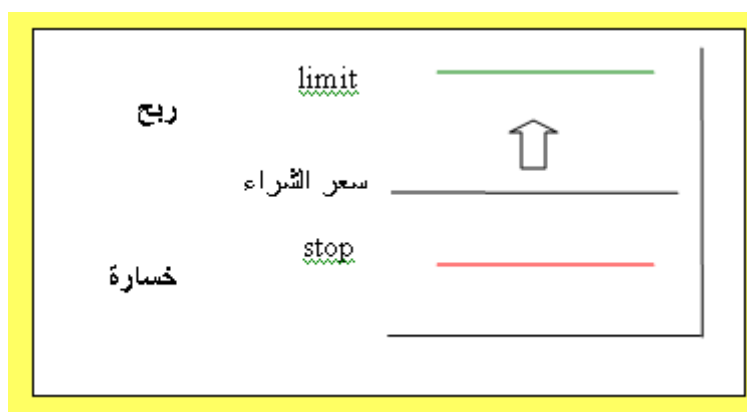 limit
ربح
سعر الشراء
stop
خسارة